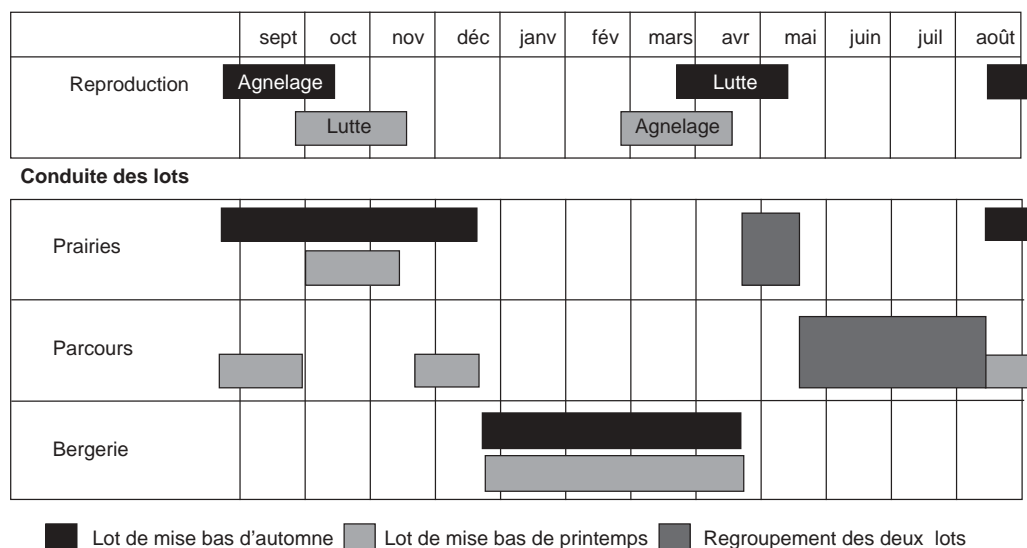 sept oct nov déc janv fév mars avr mai juin juil août
Reproduction Agnelage Lutte
Lutte Agnelage
Conduite des lots
Prairies
Parcours
Bergerie
Lot de mise bas d'automne Lot de mise bas de printemps Regroupement des deux lots